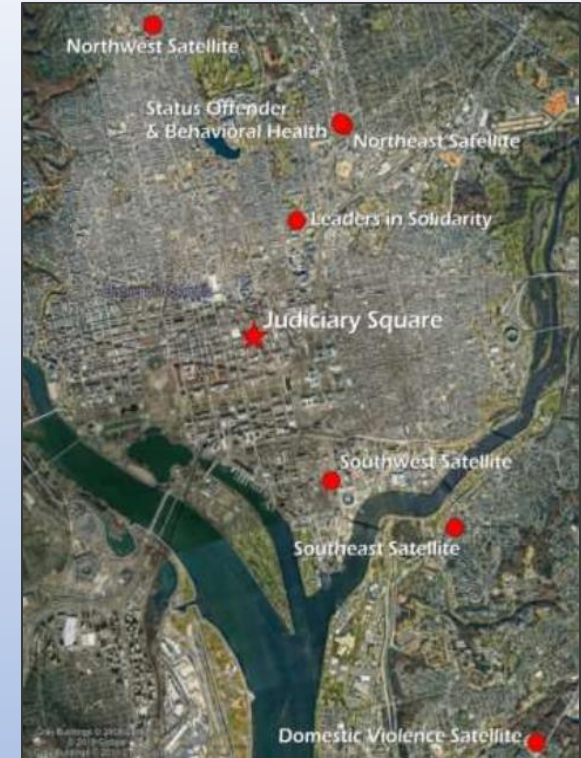 Northwest Satellite
Status Offender
& Behavioral Health
Northeast Satellite
Leaders in Solidarity
Judiciary Square
Southwest Satellite
Southeast Satellite
Domestic Violence Satellite